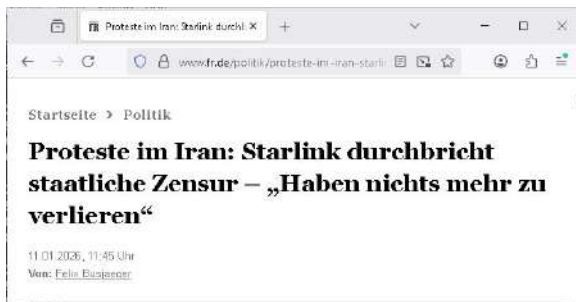 FR Proteste im Iran: Starlink durchbl
www.fr.de/politik/proteste-im-iran-starli
Startseite > Politik
Proteste im Iran: Starlink durchbricht
staatliche Zensur – „Haben nichts mehr zu
verlieren“
11.01.2026, 11:45 Uhr
Von: Felix Busjaeger